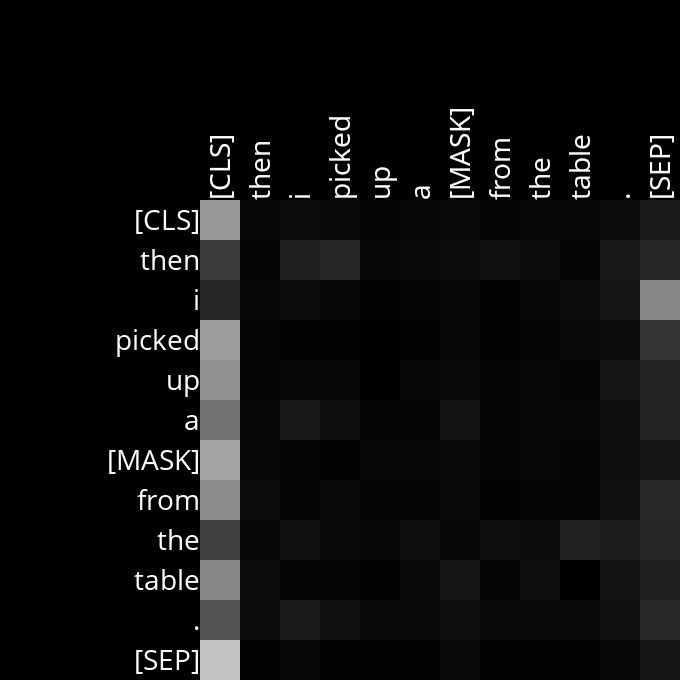 [CLS] then i picked up a [MASK] from the table . [SEP]
[CLS]
then
i
picked
up
a
[MASK]
from
the
table
.
[SEP]